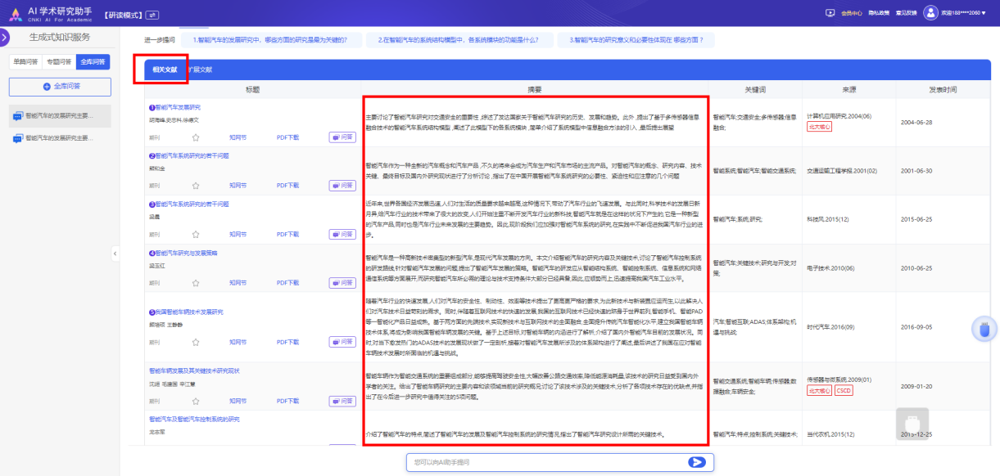 AI 学术研究助手
CNKI AI For Academic
【研读模式】
会员中心 隐私政策 意见反馈 欢迎188****2060
生成式知识服务
单篇问答 专题问答 全库问答
全库问答
智能汽车的发展研究主要...
智能汽车的发展研究主要...
进一步提问
1.智能汽车的发展研究中，哪些方面的研究是最为关键的?
2.在智能汽车的系统结构模型中，各系统模块的功能是什么?
3.智能汽车的研究意义和必要性体现在 哪些方面？
相关文献 扩展文献
标题 摘要 关键词 来源 发表时间
1智能汽车发展研究
胡海峰,史忠科,徐德文
期刊 知网节 PDF下载 问答
主要讨论了智能汽车研究对交通安全的重要性 ,综述了发达国家关于智能汽车研究的历史、发展和趋势。此外 ,提出了基于多传感器信息
融合技术的智能汽车系统结构模型 ,阐述了此模型下的各系统模块 ,简单介绍了系统模型中信息融合方法的引入 ,最后提出展望
智能汽车;交通安全;多传感器;信息
融合;
计算机应用研究.2004(06)
北大核心
2004-06-28
2智能汽车系统研究的若干问题
熊和金
期刊 知网节 PDF下载 问答
智能汽车作为一种全新的汽车概念和汽车产品 ,不久的将来会成为汽车生产和汽车市场的主流产品。对智能汽车的概念、研究内容、技术
关键、最终目标及国内外研究现状进行了分析讨论 ,指出了在中国开展智能汽车系统研究的必要性、紧迫性和应注意的几个问题
智能系统;智能汽车;智能交通系统;
交通运输工程学报.2001(02)
2001-06-30
3智能汽车系统研究的若干问题
梁晨
期刊 知网节 PDF下载 问答
近年来,世界各国经济发展迅速,人们对生活的质量要求越来越高,这种情况下,带动了汽车行业的飞速发展。与此同时,科学技术的发展日新
月异,给汽车行业的技术带来了很大的改变,人们开始注重不断开发汽车行业的新科技,智能汽车就是在这样的状况下产生的,它是一种新型
的汽车产品,同时也是汽车行业未来发展的主要趋势。因此,现阶段我们应加强对智能汽车系统的研究,在实践中不断促进我国汽车行业的进
步。
智能汽车;系统;研究;
科技风.2015(12)
2015-06-25
4智能汽车研究与发展策略
梁玉红
期刊 知网节 PDF下载 问答
智能汽车是一种高新技术密集型的新型汽车,是现代汽车发展的方向。本文介绍智能汽车的研究内容及关键技术,讨论了智能汽车控制系统
的研发路线,针对智能汽车发展的问题,提出了智能汽车发展的策略。智能汽车的研发应从智能结构系统、智能控制系统、信息系统和网络
通信系统等方面展开,而研究智能汽车所必需的理论与技术支持条件大部分已经具备,因此,应顺势而上,迅速提高我国汽车工业水平。
智能汽车;关键技术;研究与开发;对
策;
电子技术.2010(06)
2010-06-25
5我国智能车辆技术发展研究
熊培硕 王静静
期刊 知网节 PDF下载 问答
随着汽车行业的快速发展,人们对汽车的安全性、制动性、效率等技术提出了更高更严格的要求,为此新技术与新装置应运而生,以此解决人
们对汽车技术日益苛刻的需求。同时,伴随着互联网技术的快速的发展,我国的互联网技术已经快速的跻身于世界前列,智能手机、智能PAD
等一智能化产品日益成熟。基于两方面的先端技术,实现新技术与互联网技术的全面融合,全面提升传统汽车智能化水平,建立我国智能车辆
技术体系,将成为影响我国智能车辆发展的关键。基于上述目标,对智能车辆的内涵进行了解析,介绍了国内外智能汽车目前的发展状况。同
时,对当下愈发热门的ADAS技术的发展现状做了一定剖析,接着对智能汽车发展所涉及的体系架构进行了阐述,最后讲述了我国在应对智能
车辆技术发展时所面临的机遇与挑战。
汽车;智能互联;ADAS;体系架构;机
遇与挑战;
时代汽车.2016(09)
2016-09-05
智能车辆发展及其关键技术研究现状
沈峘 毛建国 辛江慧
期刊 知网节 PDF下载 问答
智能车辆作为智能交通系统的重要组成部分,能够提高驾驶安全性,大幅改善公路交通效率,降低能源消耗量,该技术的研究日益受到国内外
学者的关注。给出了智能车辆研究的主要内容和该领域当前的研究概况,讨论了该技术涉及的关键技术,分析了各项技术存在的优缺点,并指
出了在今后进一步研究中值得关注的5项问题。
智能交通系统;智能车辆;传感器;数
据融合;车辆安全;
传感器与微系统.2009(01)
北大核心 CSCD
2009-01-20
智能汽车及智能汽车控制系统的研究
龙志军
介绍了智能汽车的特点,简述了智能汽车的发展及智能汽车控制系统的研究情况,指出了智能汽车研究设计所需的关键技术。
智能汽车;特点;控制系统;关键技术;
当代农机.2015(12)
2015-12-25
您可以向AI助手提问